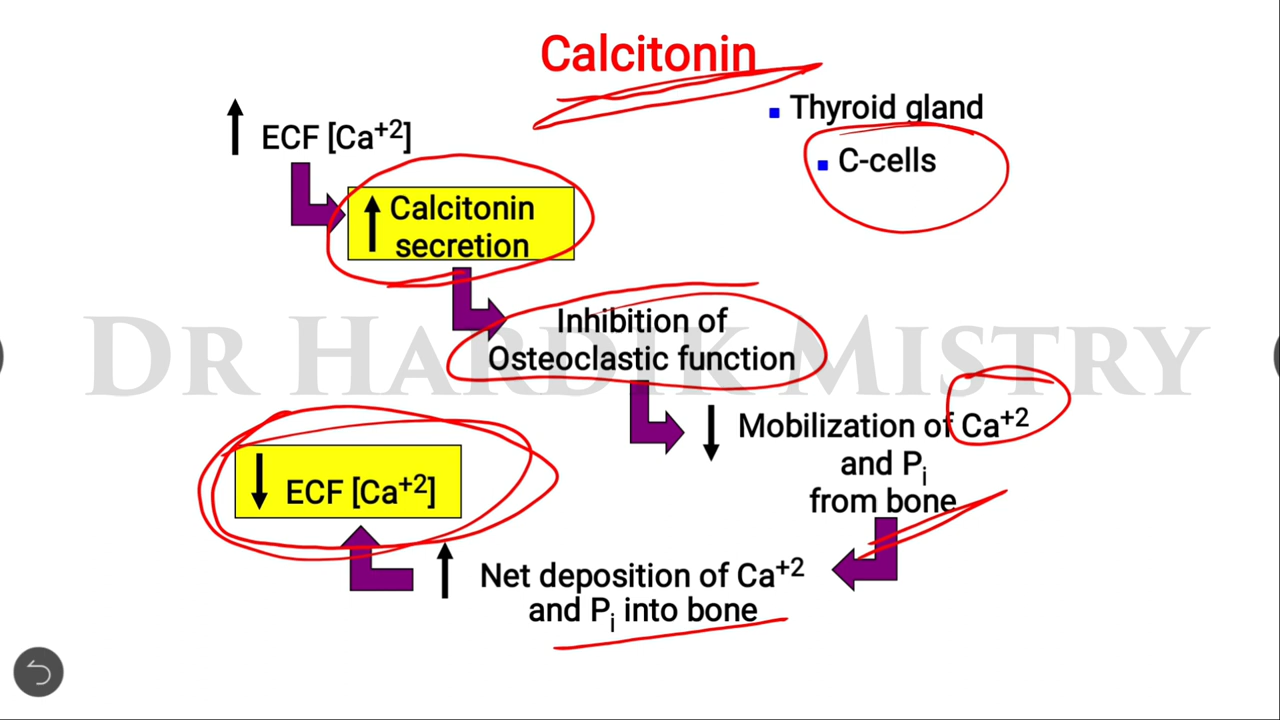 Calcitonin
Thyroid gland
C-cells
↑ ECF [Ca⁺²]
↑ Calcitonin
secretion
Inhibition of
Osteoclastic function
↓ Mobilization of Ca⁺²
and Pᵢ
from bone
↑ Net deposition of Ca⁺²
and Pᵢ into bone
↓ ECF [Ca⁺²]
DR HARDIK MISTRY